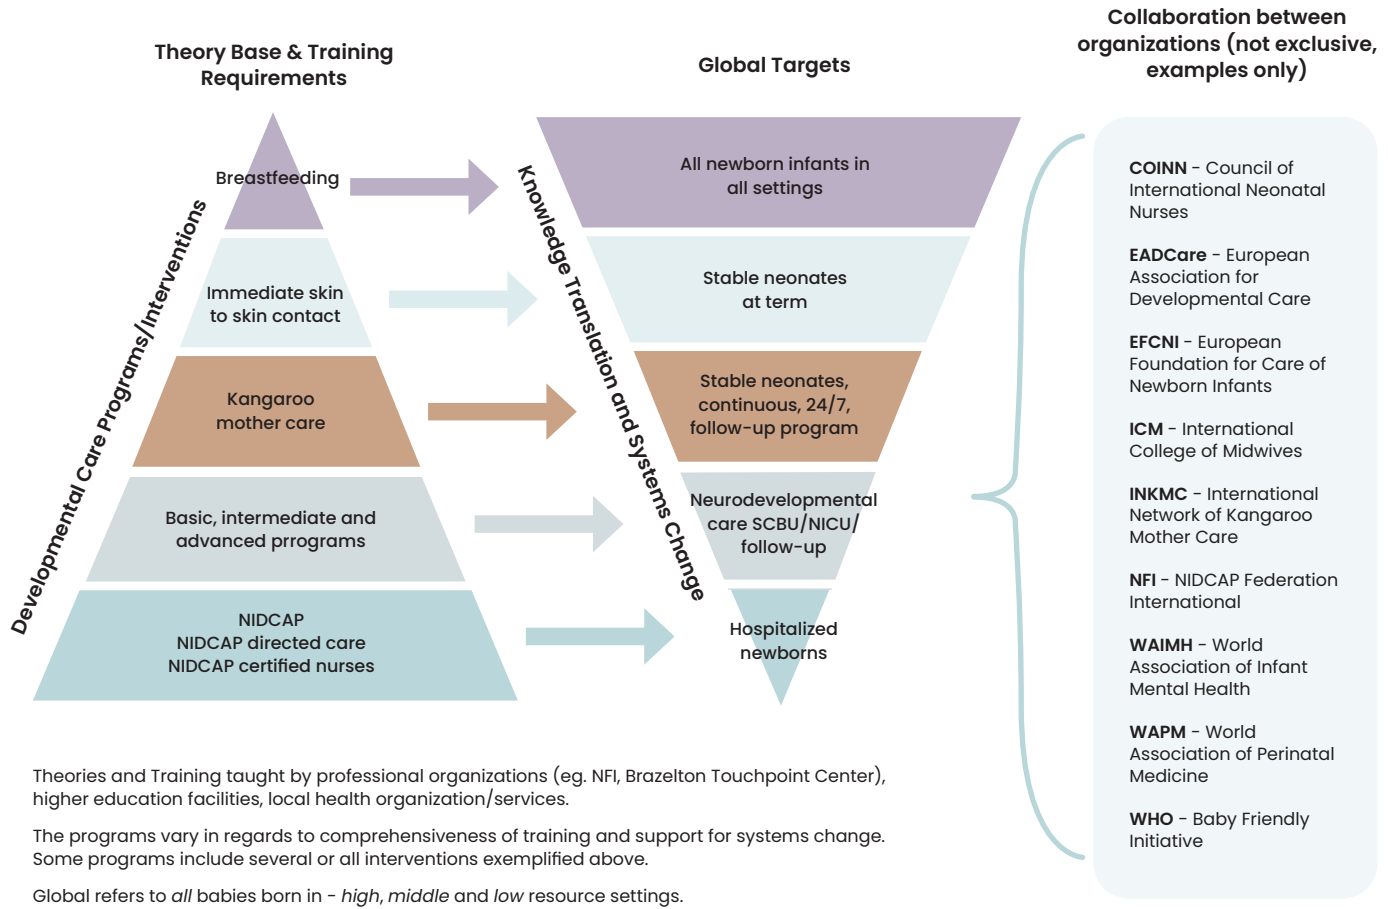 Theory Base & Training
Requirements
Global Targets
Collaboration between
organizations (not exclusive,
examples only)
Developmental Care Programs/Interventions
Breastfeeding
Immediate skin
to skin contact
Kangaroo
mother care
Basic, intermediate and
advanced prrograms
NIDCAP
NIDCAP directed care
NIDCAP certified nurses
Knowledge Translation and Systems Change
All newborn infants in
all settings
Stable neonates
at term
Stable neonates,
continuous, 24/7,
follow-up program
Neurodevelopmental
care SCBU/NICU/
follow-up
Hospitalized
newborns
COINN - Council of
International Neonatal
Nurses
EADCare - European
Association for
Developmental Care
EFCNI - European
Foundation for Care of
Newborn Infants
ICM - International
College of Midwives
INKMC - International
Network of Kangaroo
Mother Care
NFI - NIDCAP Federation
International
WAIMH - World
Association of Infant
Mental Health
WAPM - World
Association of Perinatal
Medicine
WHO - Baby Friendly
Initiative
Theories and Training taught by professional organizations (eg. NFI, Brazelton Touchpoint Center),
higher education facilities, local health organization/services.
The programs vary in regards to comprehensiveness of training and support for systems change.
Some programs include several or all interventions exemplified above.
Global refers to all babies born in - high, middle and low resource settings.